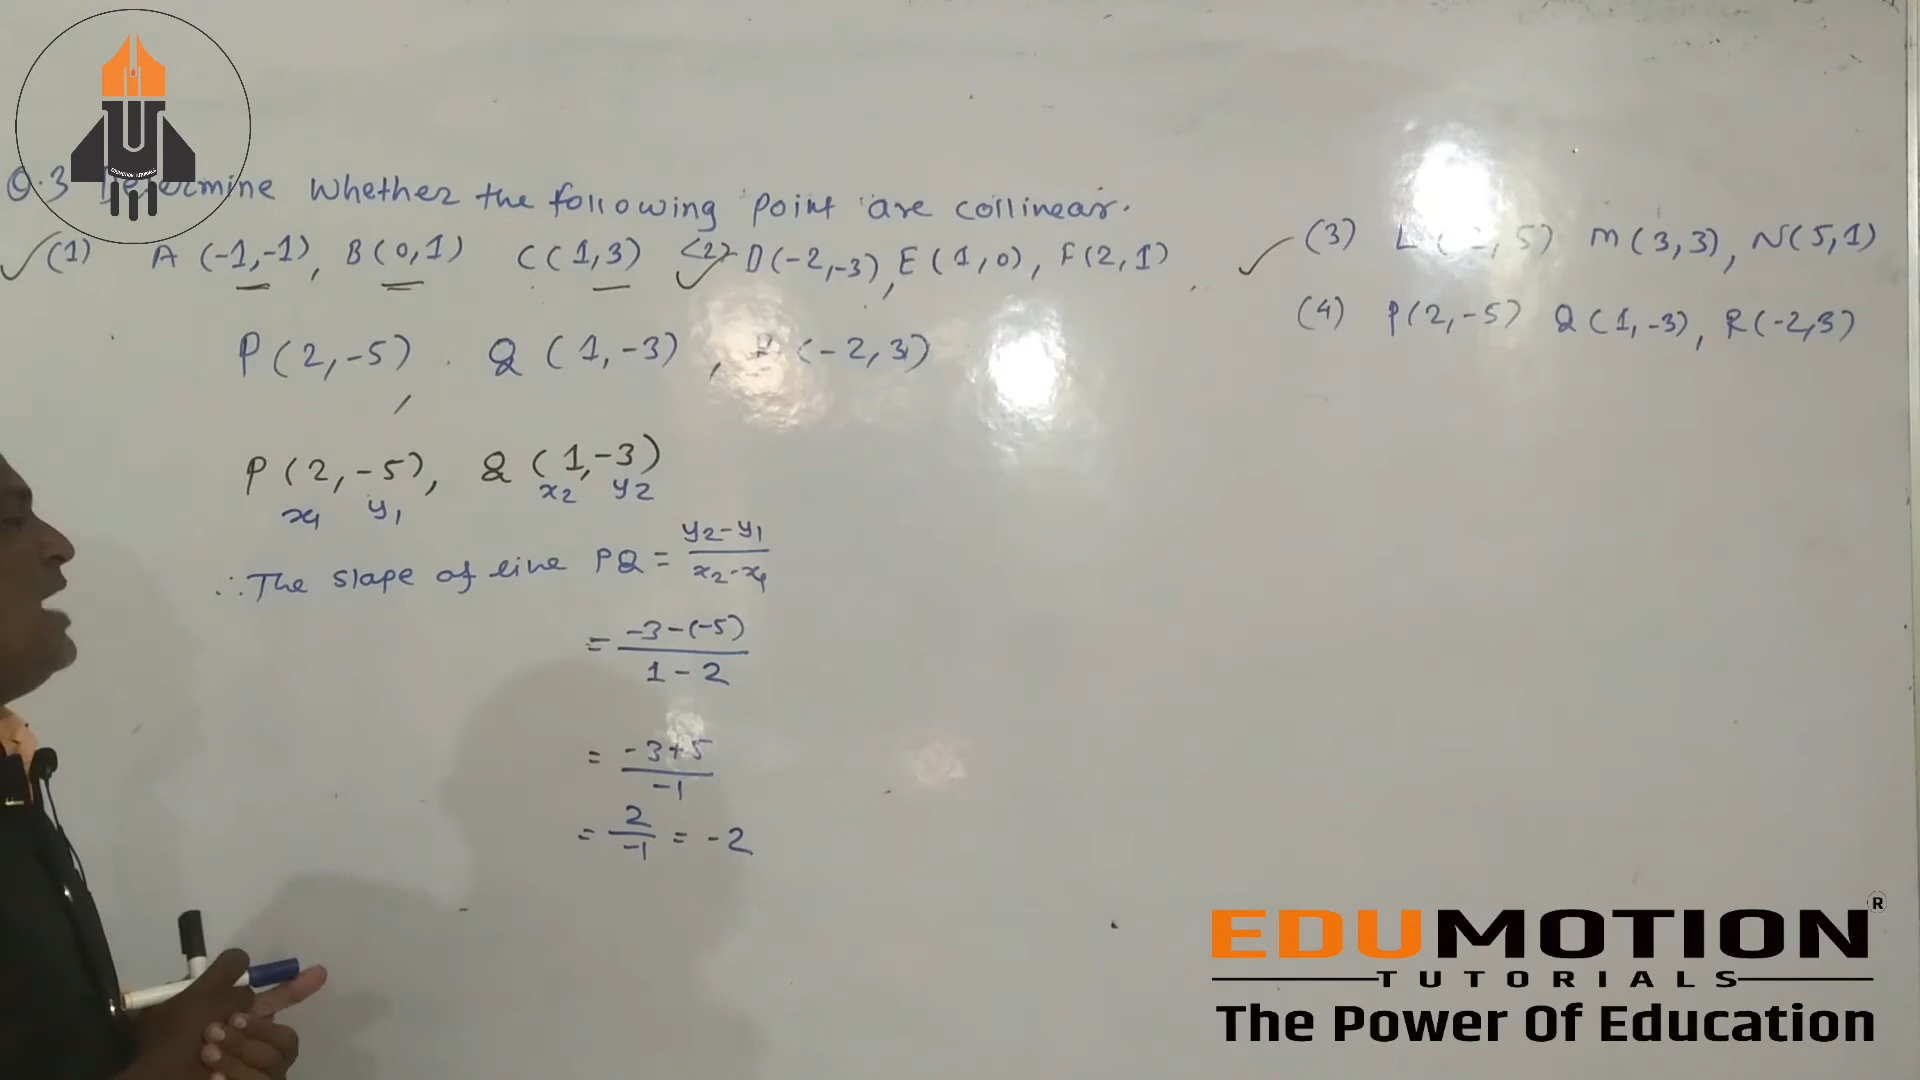 Q.3 Determine whether the following point are collinear.
(1) A (-1,-1), B (0,1) C (1,3) (2) D(-2,-3), E (1,0), F(2,1)
(3) L ( , 5) M (3,3), N(5,1)
(4) P(2,-5) Q (1,-3), R(-2,3)
P(2,-5), Q (1,-3), R (-2,3)
P (2,-5), Q (1,-3)
x1 y1 x2 y2
∴ The slope of line PQ = y2-y1 / x2-x1
= -3-(-5) / 1-2
= -3+5 / -1
= 2 / -1 = -2
EDUMOTION®
TUTORIALS
The Power Of Education
EDUMOTION TUTORIALS